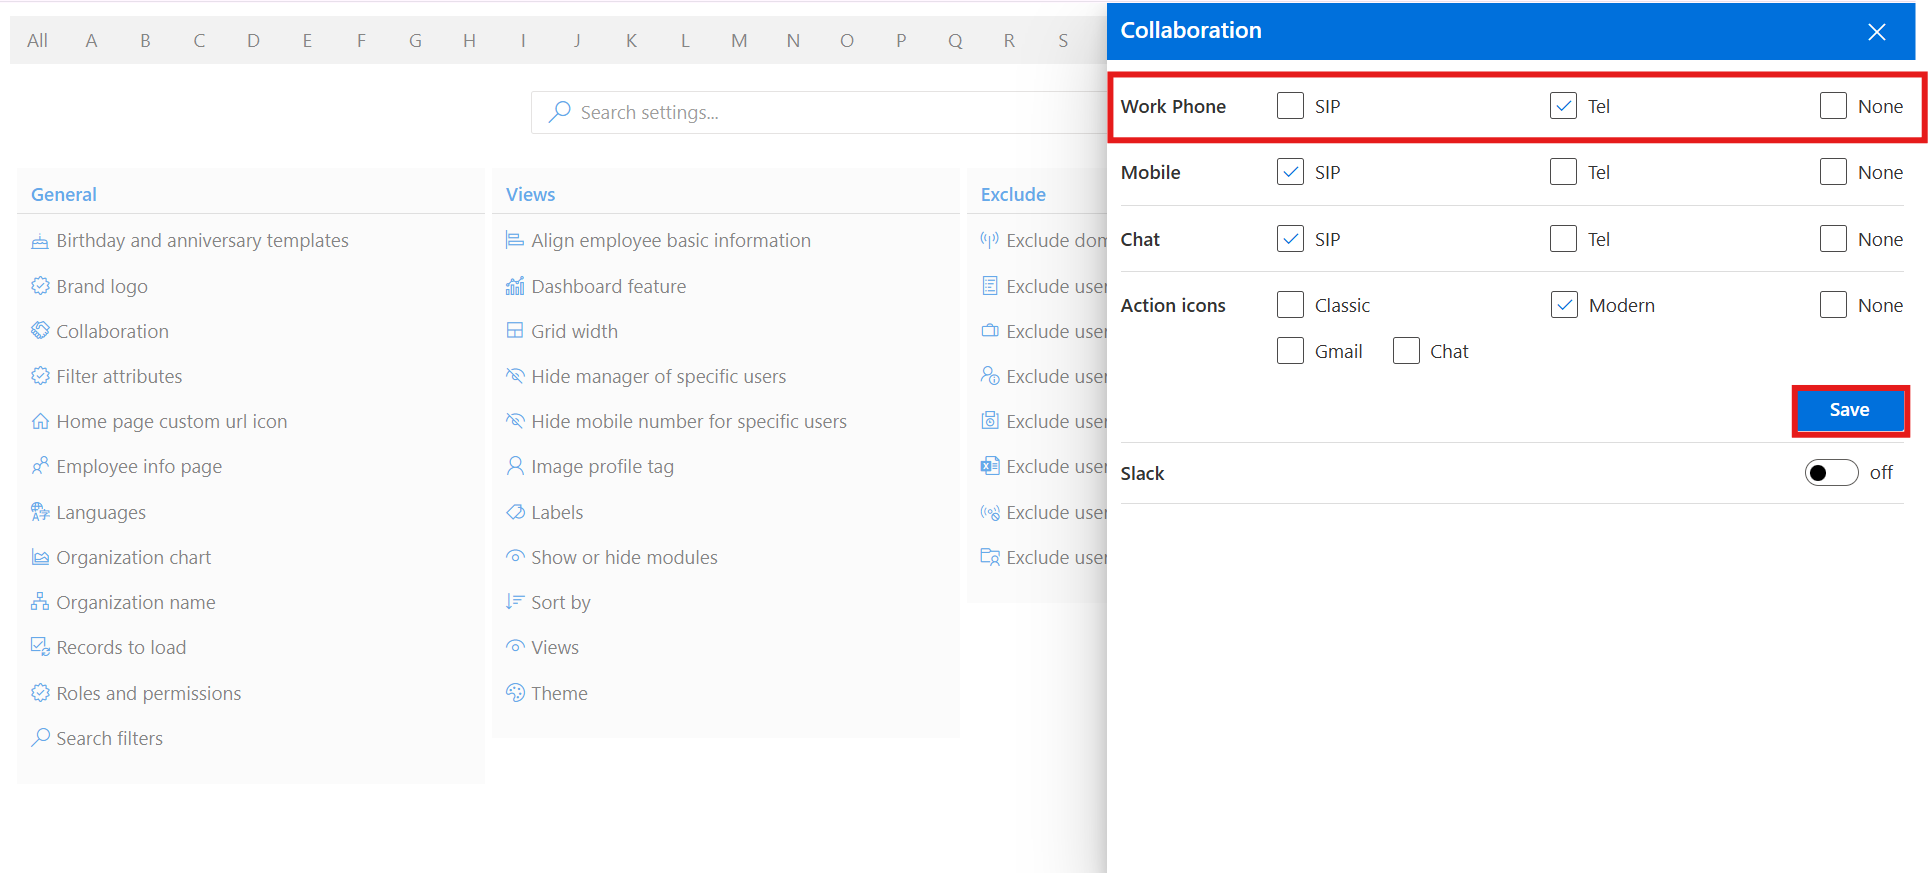 All A B C D E F G H I J K L M N O P Q R S
Search settings...
General
Birthday and anniversary templates
Brand logo
Collaboration
Filter attributes
Home page custom url icon
Employee info page
Languages
Organization chart
Organization name
Records to load
Roles and permissions
Search filters
Views
Align employee basic information
Dashboard feature
Grid width
Hide manager of specific users
Hide mobile number for specific users
Image profile tag
Labels
Show or hide modules
Sort by
Views
Theme
Exclude
Exclude dom
Exclude user
Exclude user
Exclude user
Exclude user
Exclude user
Exclude user
Exclude user
Collaboration
Work Phone SIP Tel None
Mobile SIP Tel None
Chat SIP Tel None
Action icons Classic Modern None
Gmail Chat
Save
Slack off